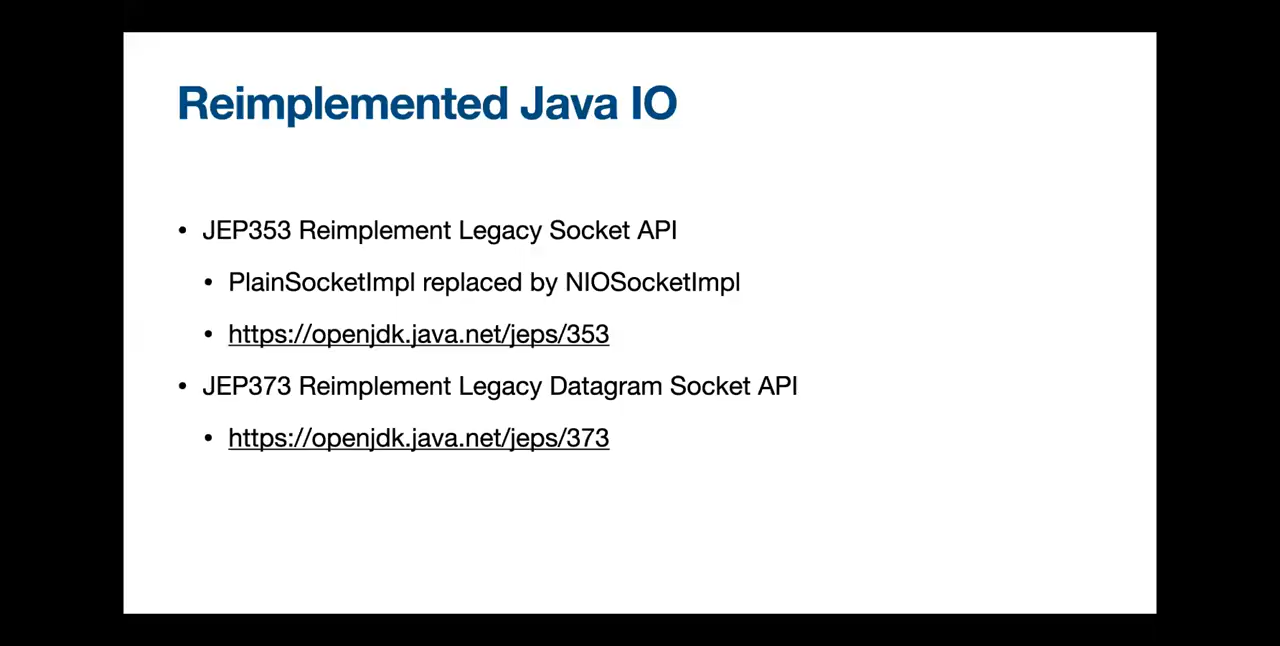 Reimplemented Java IO
• JEP353 Reimplement Legacy Socket API
• PlainSocketImpl replaced by NIOSocketImpl
• https://openjdk.java.net/jeps/353
• JEP373 Reimplement Legacy Datagram Socket API
• https://openjdk.java.net/jeps/373